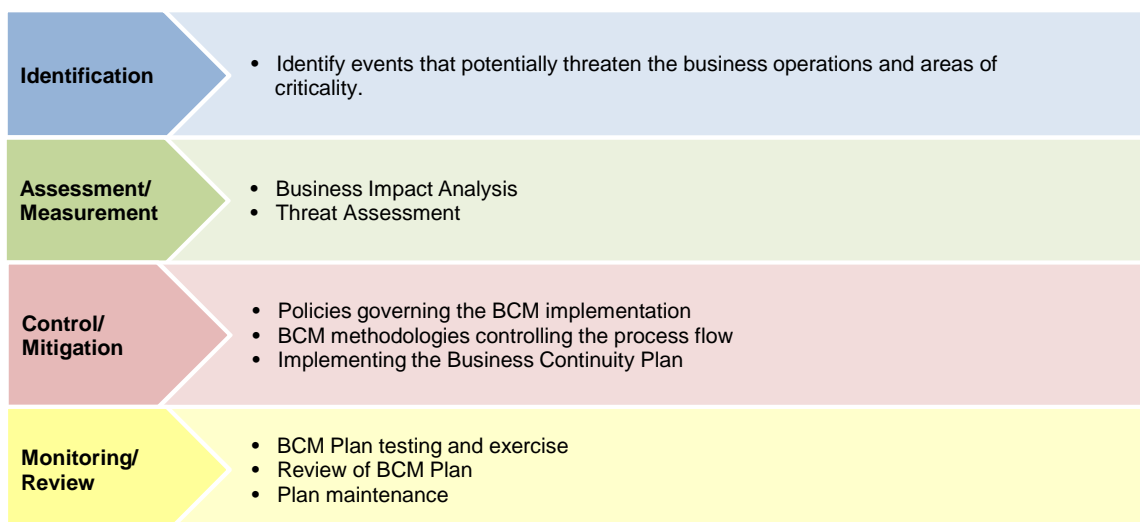 Identification
• Identify events that potentially threaten the business operations and areas of
criticality.
Assessment/
Measurement
• Business Impact Analysis
• Threat Assessment
Control/
Mitigation
• Policies governing the BCM implementation
• BCM methodologies controlling the process flow
• Implementing the Business Continuity Plan
Monitoring/
Review
• BCM Plan testing and exercise
• Review of BCM Plan
• Plan maintenance